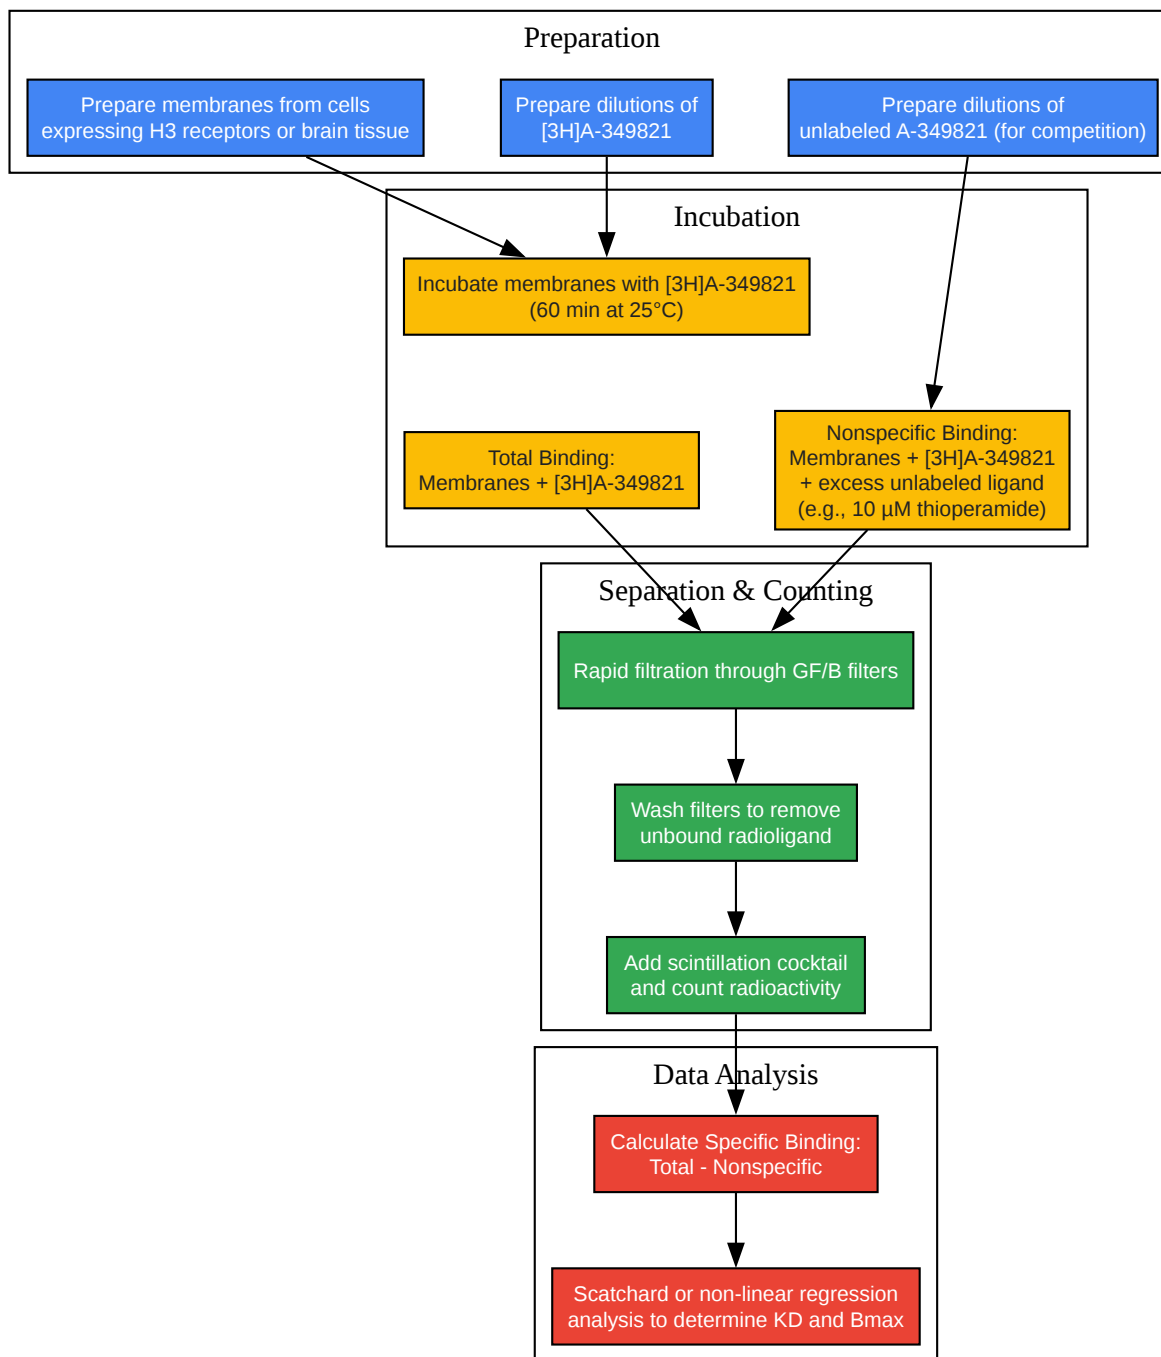 Preparation
Prepare membranes from cells
expressing H3 receptors or brain tissue
Prepare dilutions of
[3H]A-349821
Prepare dilutions of
unlabeled A-349821 (for competition)
Incubation
Incubate membranes with [3H]A-349821
(60 min at 25°C)
Total Binding:
Membranes + [3H]A-349821
Nonspecific Binding:
Membranes + [3H]A-349821
+ excess unlabeled ligand
(e.g., 10 µM thioperamide)
Separation & Counting
Rapid filtration through GF/B filters
Wash filters to remove
unbound radioligand
Add scintillation cocktail
and count radioactivity
Data Analysis
Calculate Specific Binding:
Total - Nonspecific
Scatchard or non-linear regression
analysis to determine KD and Bmax